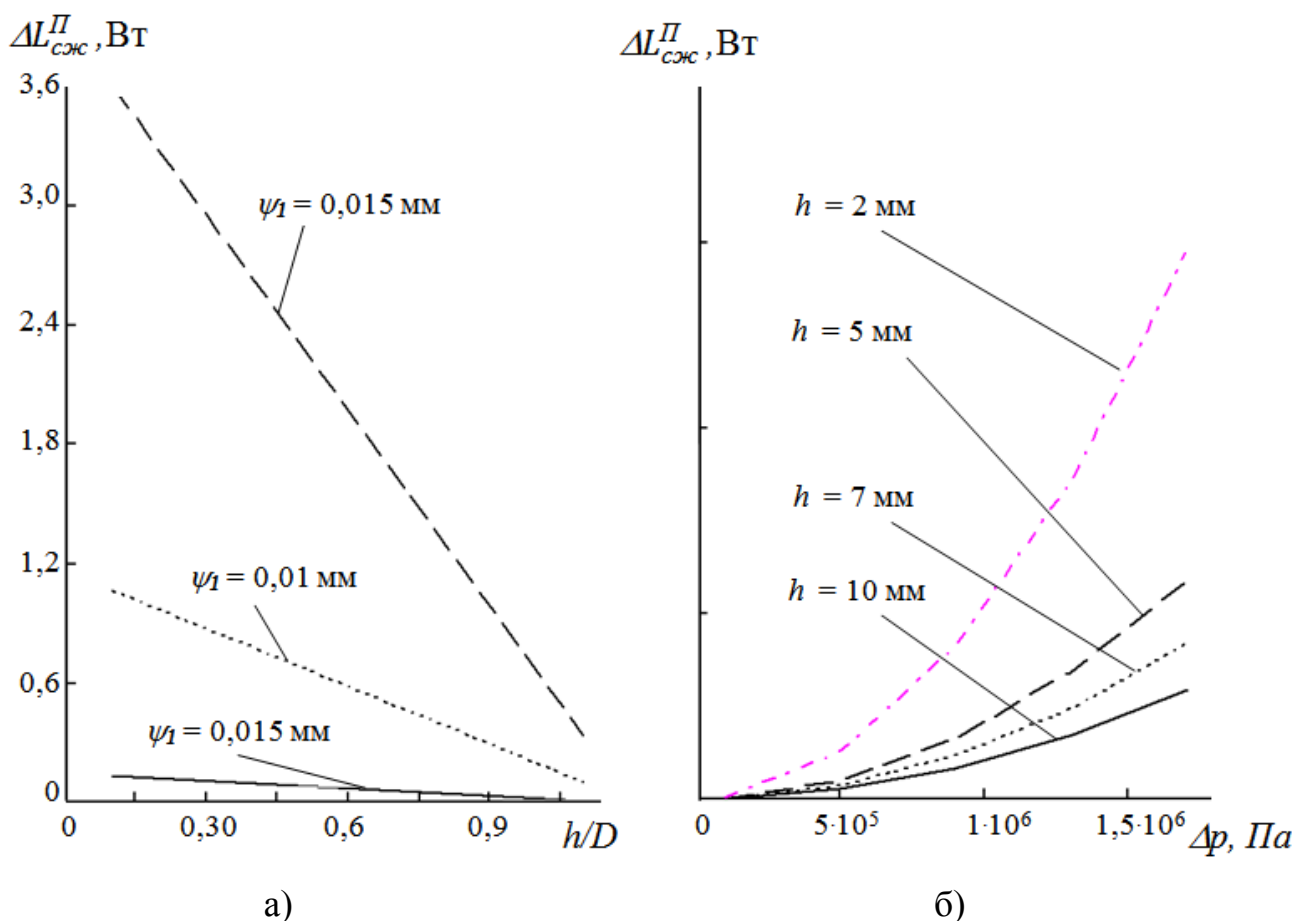 ΔL^П_сж, Вт
3,6
3,0
2,4
1,8
1,2
0,6
0
ψ1 = 0,015 мм
ψ1 = 0,01 мм
ψ1 = 0,015 мм
0
0,30
0,6
0,9
h/D
а)
ΔL^П_сж, Вт
h = 2 мм
h = 5 мм
h = 7 мм
h = 10 мм
0
5·10⁵
1·10⁶
1,5·10⁶
Δp, Па
б)